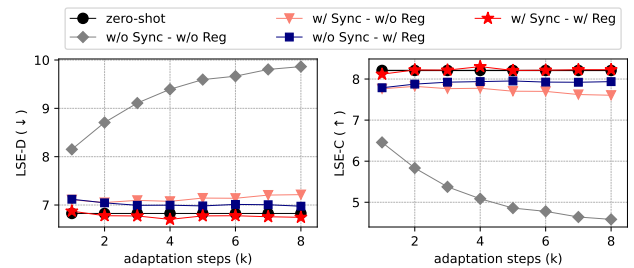 zero-shot
w/o Sync - w/o Reg
w/ Sync - w/o Reg
w/o Sync - w/ Reg
w/ Sync - w/ Reg
10
9
8
7
LSE-D ( ↓ )
2 4 6 8
adaptation steps (k)
8
7
6
5
LSE-C ( ↑ )
2 4 6 8
adaptation steps (k)